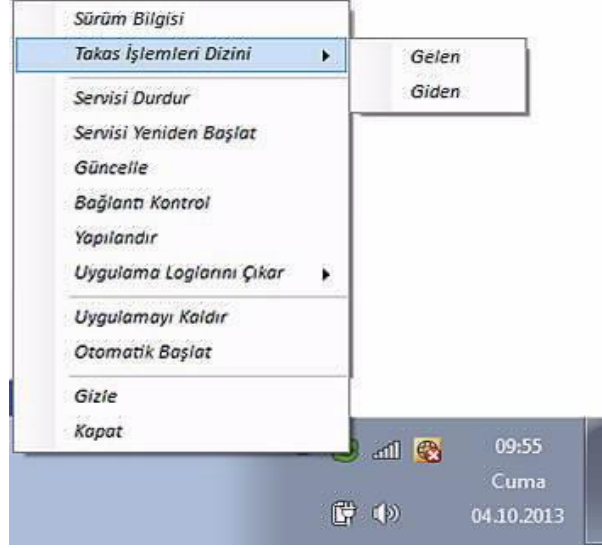 Sürüm Bilgisi
Takas İşlemleri Dizini
Gelen
Giden
Servisi Durdur
Servisi Yeniden Başlat
Güncelle
Bağlantı Kontrol
Yapılandır
Uygulama Loglarını Çıkar
Uygulamayı Kaldır
Otomatik Başlat
Gizle
Kapat
09:55
Cuma
04.10.2013